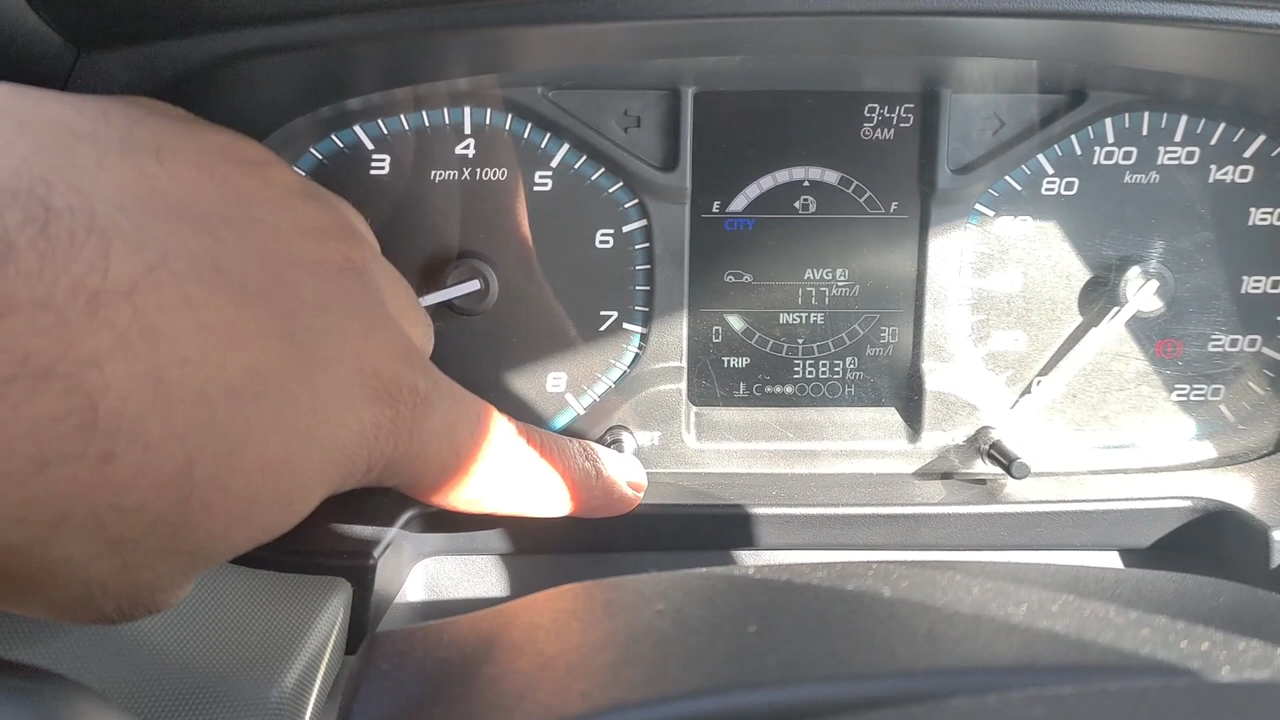 3
4
5
6
7
8
rpm X 1000
9:45
AM
E F
CITY
AVG A
17.7 km/l
INST FE
0 30
km/l
TRIP
368.3 A
km
C H
80
100
120
140
160
180
200
220
km/h